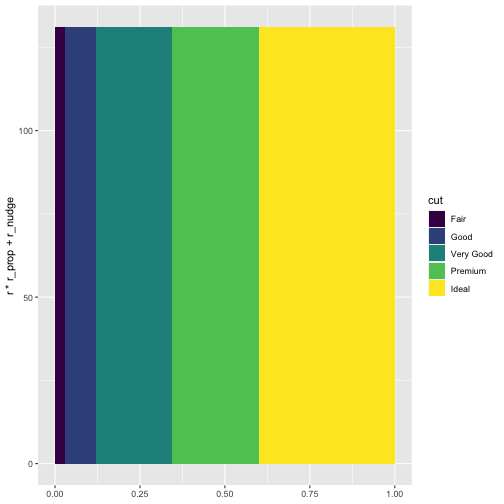 r * r_prop + r_nudge
100
50
0
0.00
0.25
0.50
0.75
1.00
cut
Fair
Good
Very Good
Premium
Ideal